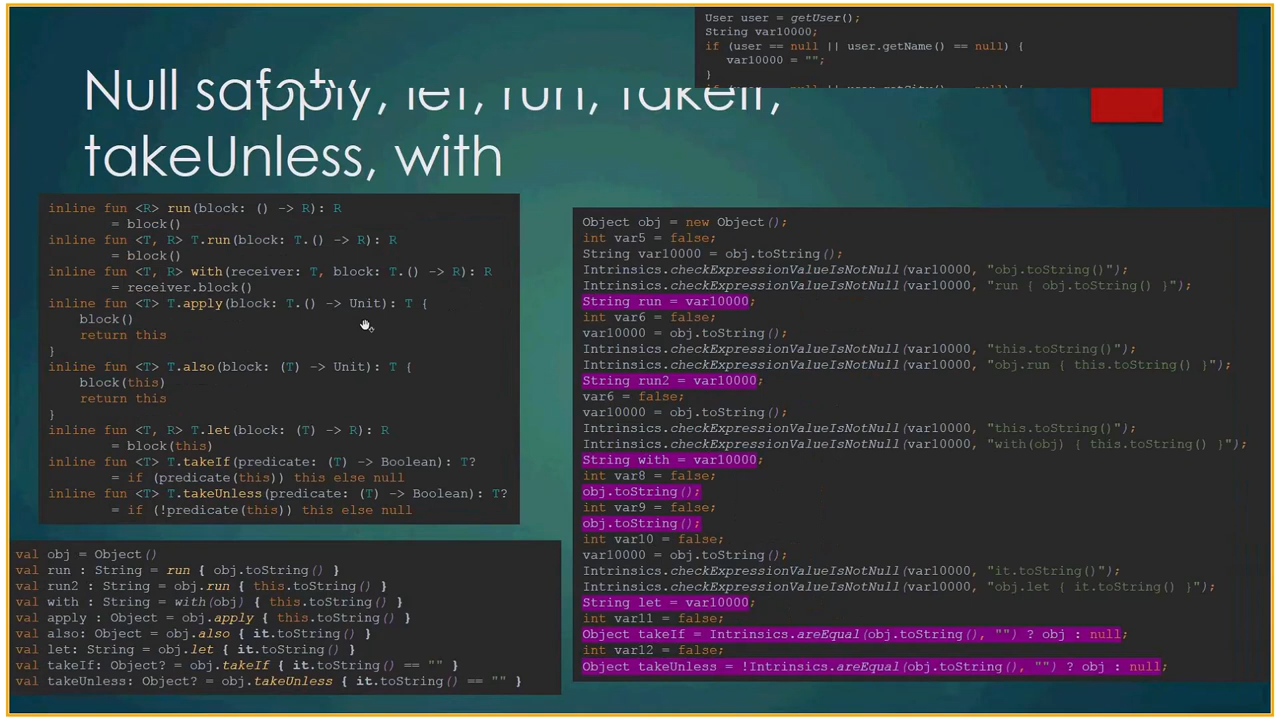 User user = getUser();
String var10000;
if (user == null || user.getName() == null) {
var10000 = "";
}
Null
apply, let, run, takeIf,
takeUnless, with
inline fun <R> run(block: () -> R): R
= block()
inline fun <T, R> T.run(block: T.() -> R): R
= block()
inline fun <T, R> with(receiver: T, block: T.() -> R): R
= receiver.block()
inline fun <T> T.apply(block: T.() -> Unit): T {
block()
return this
}
inline fun <T> T.also(block: (T) -> Unit): T {
block(this)
return this
}
inline fun <T, R> T.let(block: (T) -> R): R
= block(this)
inline fun <T> T.takeIf(predicate: (T) -> Boolean): T?
= if (predicate(this)) this else null
inline fun <T> T.takeUnless(predicate: (T) -> Boolean): T?
= if (!predicate(this)) this else null
val obj = Object()
val run : String = run { obj.toString() }
val run2 : String = obj.run { this.toString() }
val with : String = with(obj) { this.toString() }
val apply : Object = obj.apply { this.toString() }
val also: Object = obj.also { it.toString() }
val let: String = obj.let { it.toString() }
val takeIf: Object? = obj.takeIf { it.toString() == "" }
val takeUnless: Object? = obj.takeUnless { it.toString() == "" }
Object obj = new Object();
int var5 = false;
String var10000 = obj.toString();
Intrinsics.checkExpressionValueIsNotNull(var10000, "obj.toString()");
Intrinsics.checkExpressionValueIsNotNull(var10000, "run { obj.toString() }");
String run = var10000;
int var6 = false;
var10000 = obj.toString();
Intrinsics.checkExpressionValueIsNotNull(var10000, "this.toString()");
Intrinsics.checkExpressionValueIsNotNull(var10000, "obj.run { this.toString() }");
String run2 = var10000;
var6 = false;
var10000 = obj.toString();
Intrinsics.checkExpressionValueIsNotNull(var10000, "this.toString()");
Intrinsics.checkExpressionValueIsNotNull(var10000, "with(obj) { this.toString() }");
String with = var10000;
int var8 = false;
obj.toString();
int var9 = false;
obj.toString();
int var10 = false;
var10000 = obj.toString();
Intrinsics.checkExpressionValueIsNotNull(var10000, "it.toString()");
Intrinsics.checkExpressionValueIsNotNull(var10000, "obj.let { it.toString() }");
String let = var10000;
int var11 = false;
Object takeIf = Intrinsics.areEqual(obj.toString(), "") ? obj : null;
int var12 = false;
Object takeUnless = !Intrinsics.areEqual(obj.toString(), "") ? obj : null;